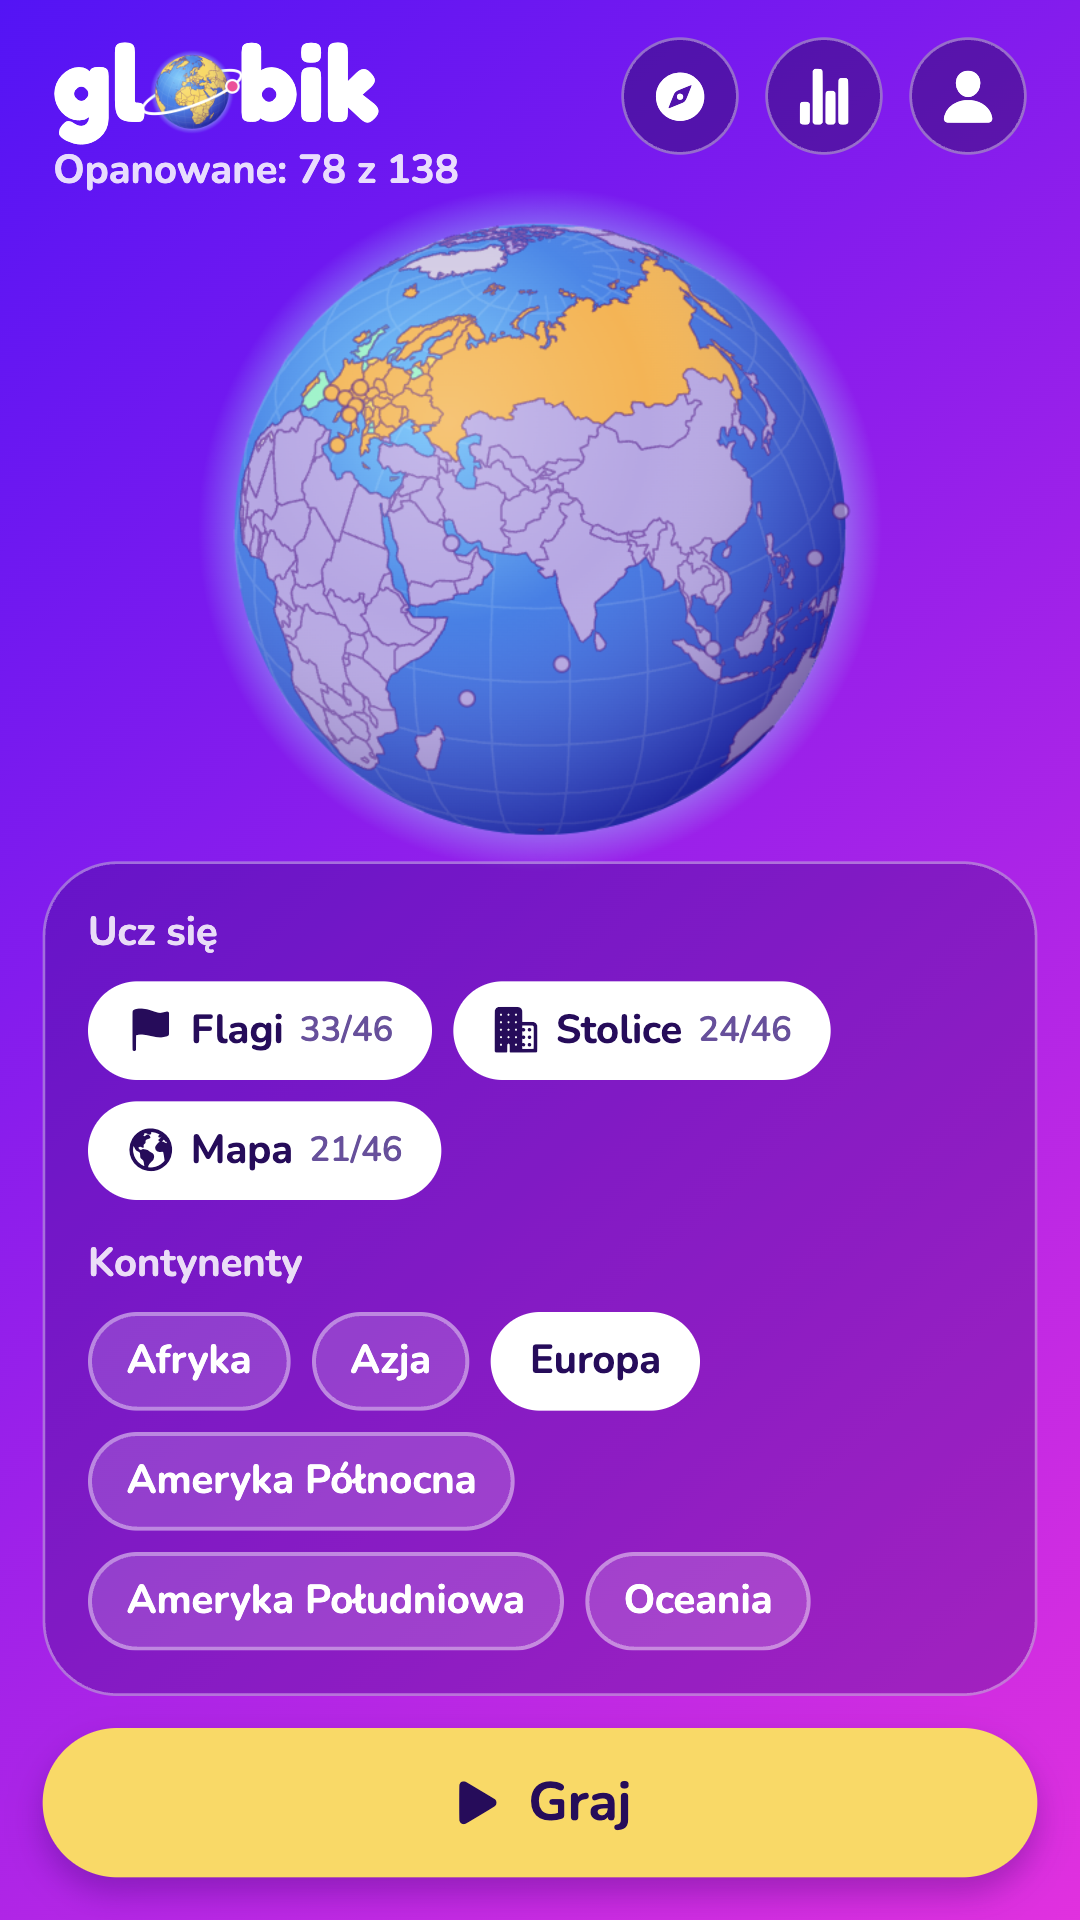 globik
Opanowane: 78 z 138
Ucz się
Flagi 33/46
Stolice 24/46
Mapa 21/46
Kontynenty
Afryka
Azja
Europa
Ameryka Północna
Ameryka Południowa
Oceania
Graj